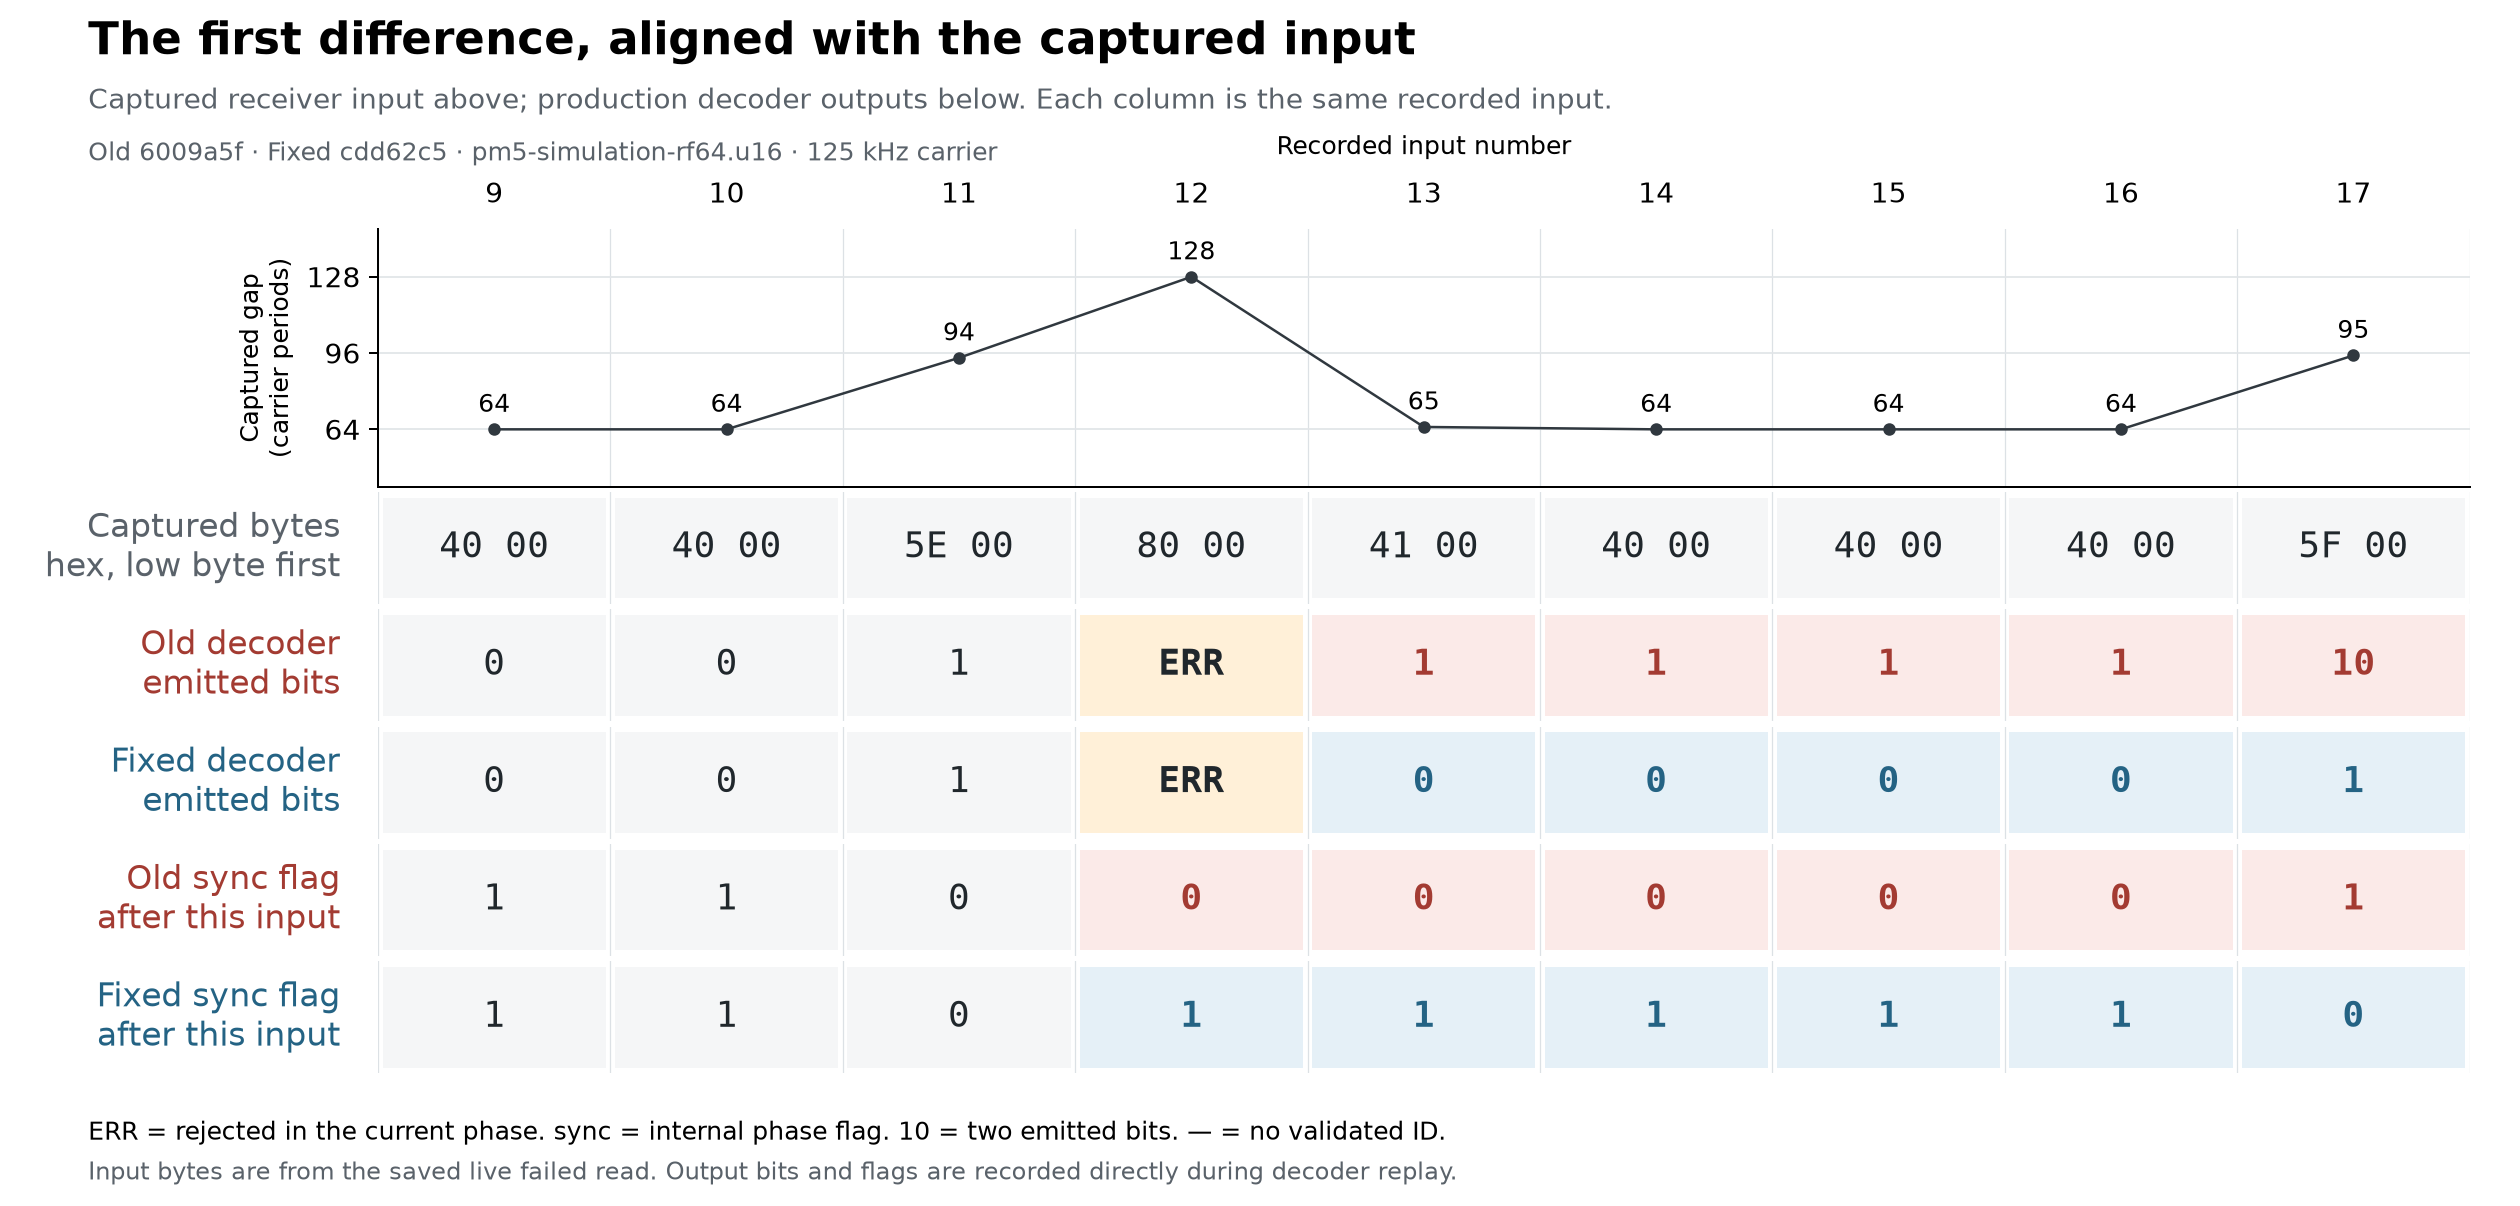 The first difference, aligned with the captured input
Captured receiver input above; production decoder outputs below. Each column is the same recorded input.
Old 6009a5f · Fixed cdd62c5 · pm5-simulation-rf64.u16 · 125 kHz carrier
Recorded input number
9 10 11 12 13 14 15 16 17
Captured gap
(carrier periods)
128
96
64
64 64 94 128 65 64 64 64 95
Captured bytes
hex, low byte first
40 00 40 00 5E 00 80 00 41 00 40 00 40 00 40 00 5F 00
Old decoder
emitted bits
0 0 1 ERR 1 1 1 1 10
Fixed decoder
emitted bits
0 0 1 ERR 0 0 0 0 1
Old sync flag
after this input
1 1 0 0 0 0 0 0 1
Fixed sync flag
after this input
1 1 0 1 1 1 1 1 0
ERR = rejected in the current phase. sync = internal phase flag. 10 = two emitted bits. — = no validated ID.
Input bytes are from the saved live failed read. Output bits and flags are recorded directly during decoder replay.